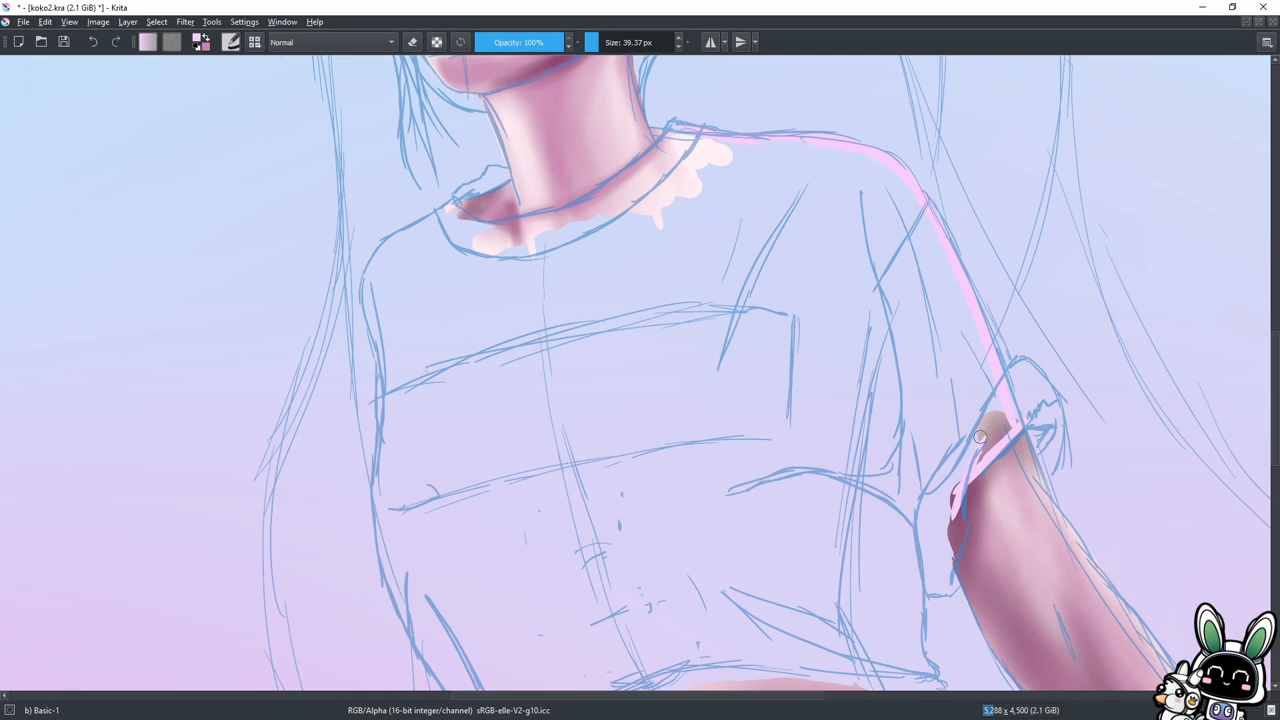 * - [koko2.kra (2.1 GiB) *] - Krita
File Edit View Image Layer Select Filter Tools Settings Window Help
Normal Opacity: 100% Size: 39.37 px
b) Basic-1 RGB/Alpha (16-bit integer/channel) sRGB-elle-V2-g10.icc 5,288 x 4,500 (2.1 GiB)